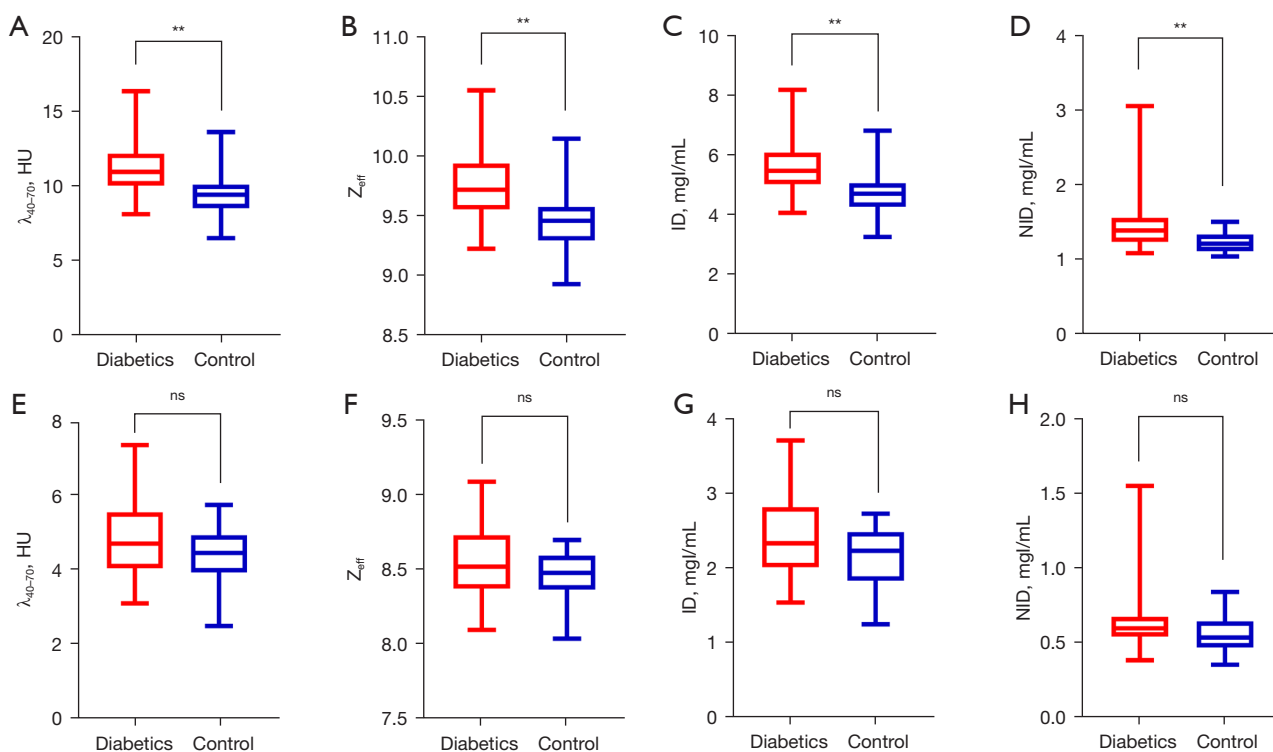 A
**
λ40–70, HU
20
15
10
5
0
Diabetics Control
B
**
Zeff
11.0
10.5
10.0
9.5
9.0
8.5
Diabetics Control
C
**
ID, mgI/mL
10
8
6
4
2
0
Diabetics Control
D
**
NID, mgI/mL
4
3
2
1
0
Diabetics Control
E
ns
λ40–70, HU
8
6
4
2
0
Diabetics Control
F
ns
Zeff
9.5
9.0
8.5
8.0
7.5
Diabetics Control
G
ns
ID, mgI/mL
4
3
2
1
0
Diabetics Control
H
ns
NID, mgI/mL
2.0
1.5
1.0
0.5
0.0
Diabetics Control